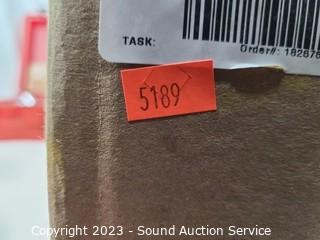 TASK:
Order#: 182676
5189
Copyright 2023 - Sound Auction Service